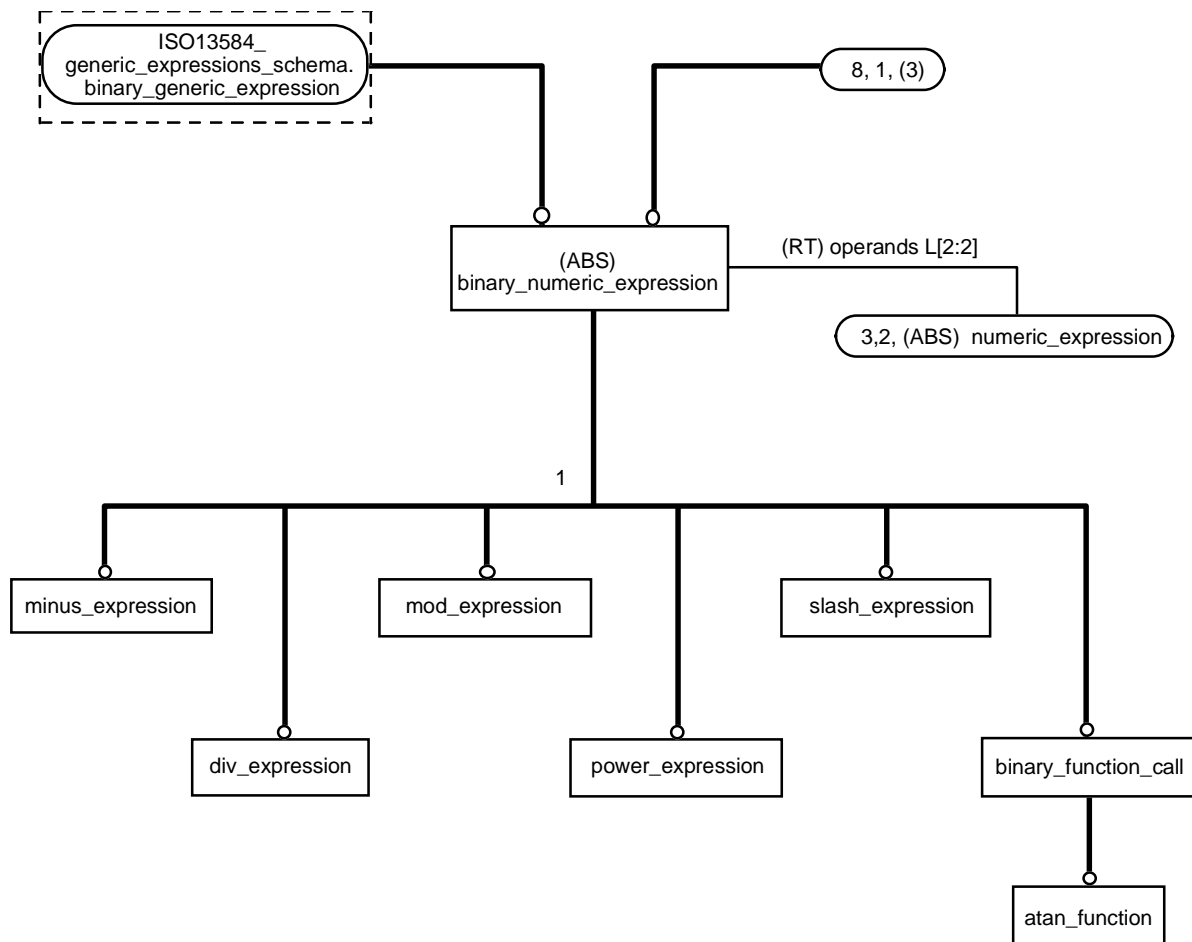 ISO13584_
generic_expressions_schema.
binary_generic_expression
8, 1, (3)
(ABS)
binary_numeric_expression
(RT) operands L[2:2]
3,2, (ABS) numeric_expression
1
minus_expression
mod_expression
slash_expression
div_expression
power_expression
binary_function_call
atan_function